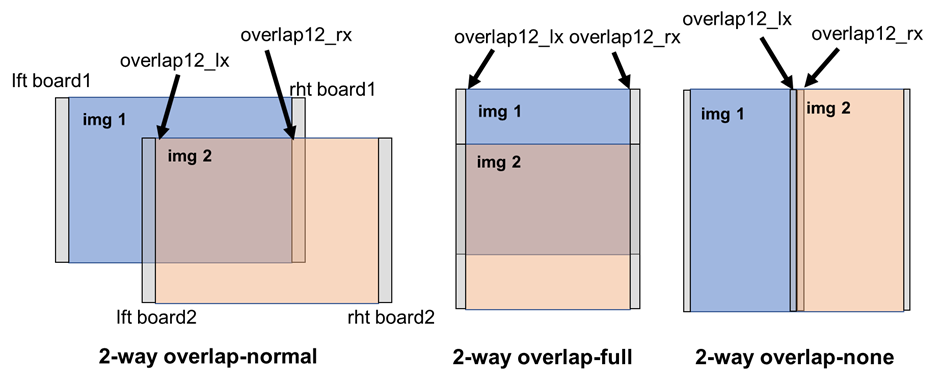 overlap12_rx
overlap12_lx
lft board1
rht board1
img 1
img 2
lft board2
rht board2
2-way overlap-normal
overlap12_lx
overlap12_rx
img 1
img 2
2-way overlap-full
overlap12_lx
overlap12_rx
img 1
img 2
2-way overlap-none